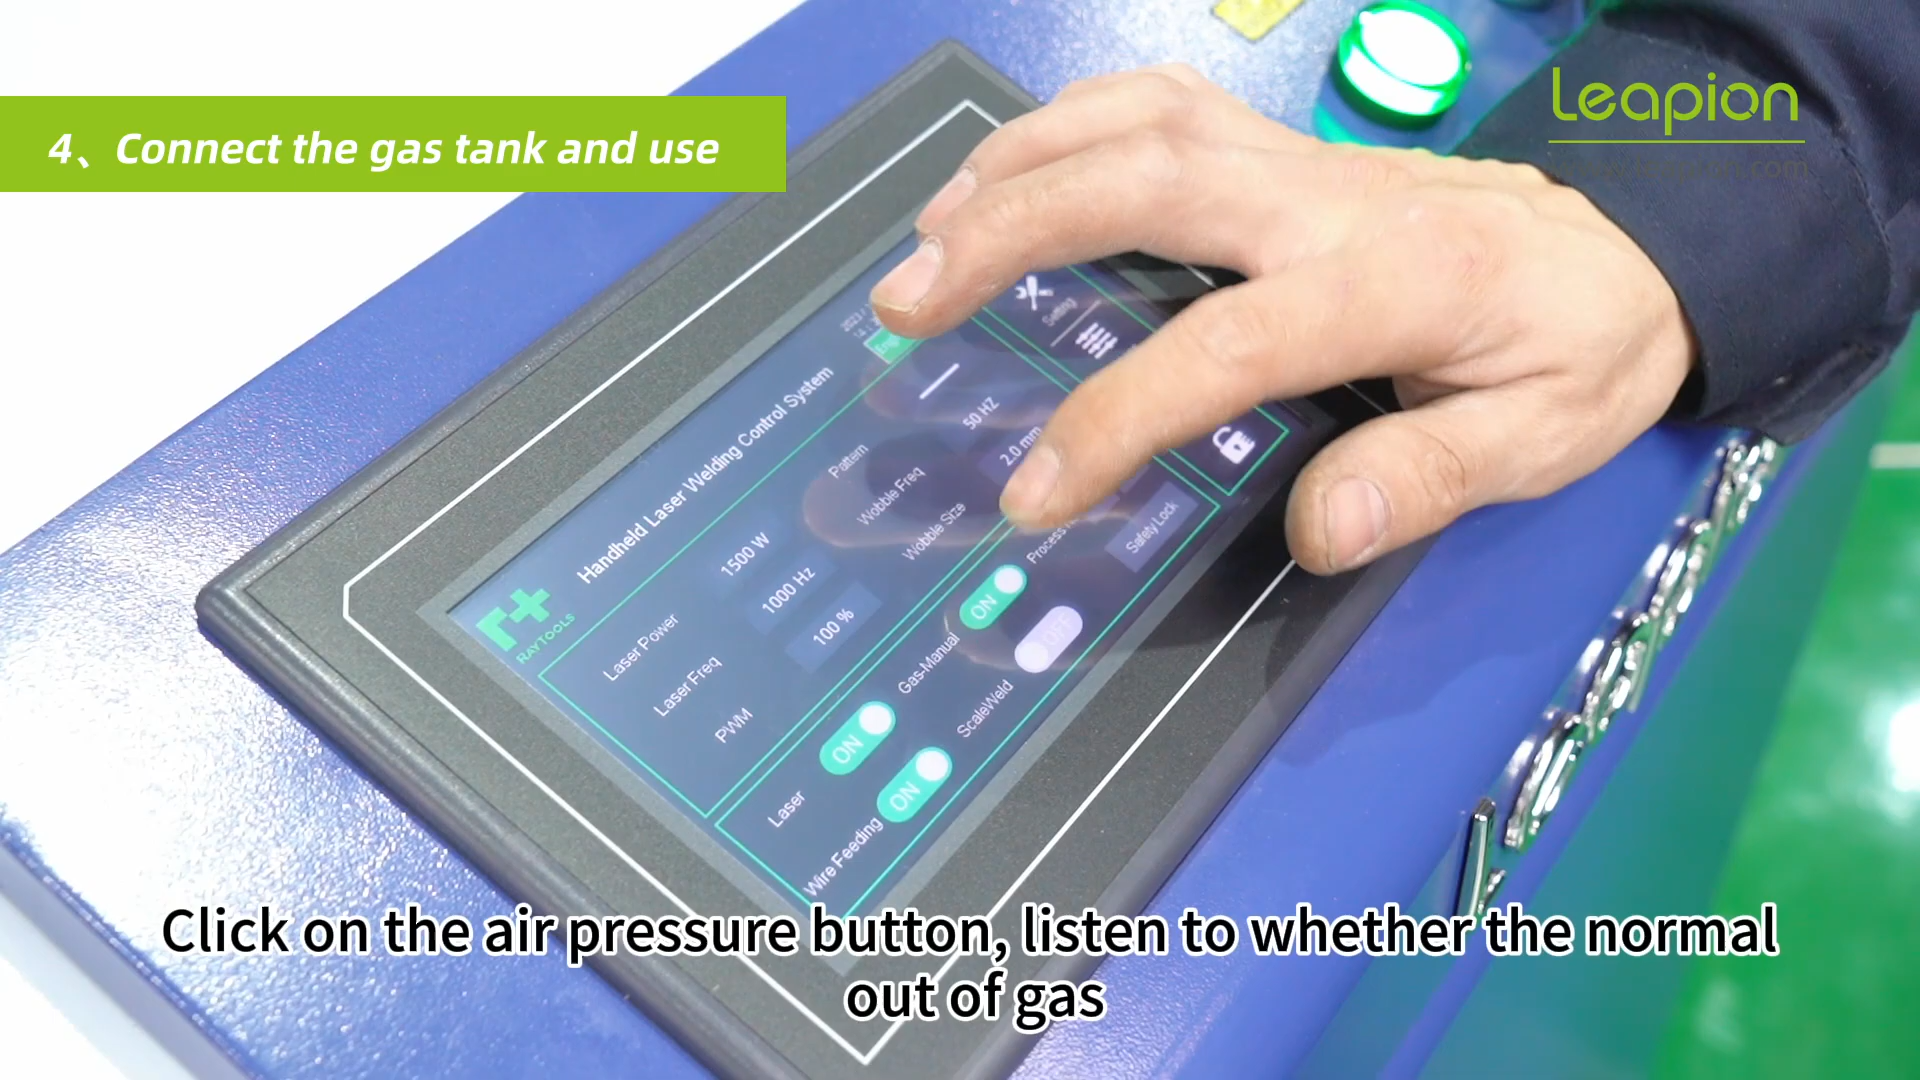 4、Connect the gas tank and use
Leapion
Handheld Laser Welding Control System
RAYTOOLS
Setting
Laser Power
1500 W
Pattern
Laser Freq
1000 Hz
Wobble Freq
50 HZ
PWM
100 %
Wobble Size
2.0 mm
Laser
ON
Gas-Manual
ON
Wire Feeding
ON
ScaleWeld
OFF
Safety Lock
Click on the air pressure button, listen to whether the normal
out of gas